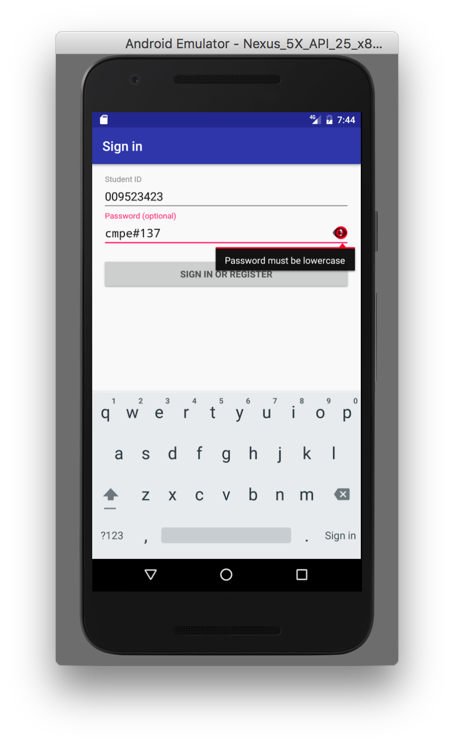 Android Emulator - Nexus_5X_API_25_x8...
4G 7:44
Sign in
Student ID
009523423
Password (optional)
cmpe#137
Password must be lowercase
SIGN IN OR REGISTER
1 2 3 4 5 6 7 8 9 0
q w e r t y u i o p
a s d f g h j k l
z x c v b n m
?123 , . Sign in